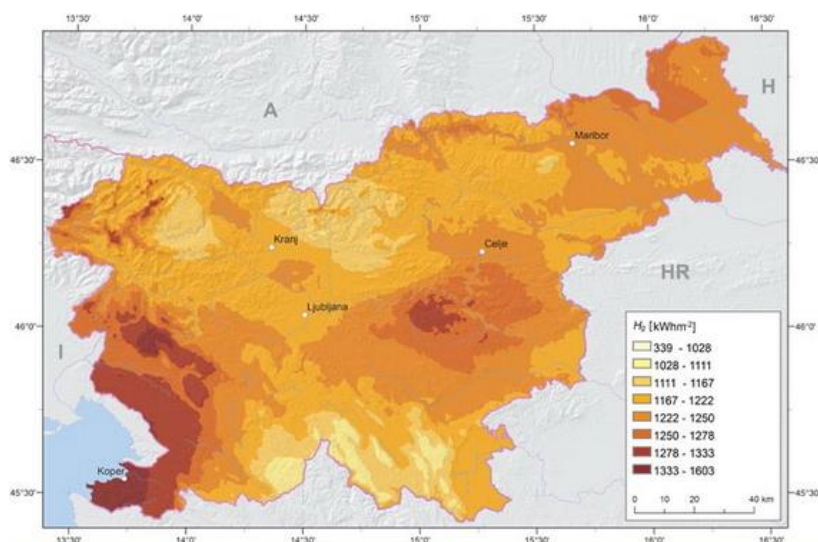 13°30' 14°0' 14°30' 15°0' 15°30' 16°0' 16°30'
A
H
Maribor
46°30' 46°30'
Kranj
Celje
HR
Ljubljana
46°0' 46°0'
I
H₀ [kWhm⁻²]
339 - 1028
1028 - 1111
1111 - 1167
1167 - 1222
1222 - 1250
1250 - 1278
1278 - 1333
1333 - 1603
Koper
45°30' 45°30'
0 20 40 km
13°30' 14°0' 14°30' 15°0' 15°30' 16°0' 16°30'